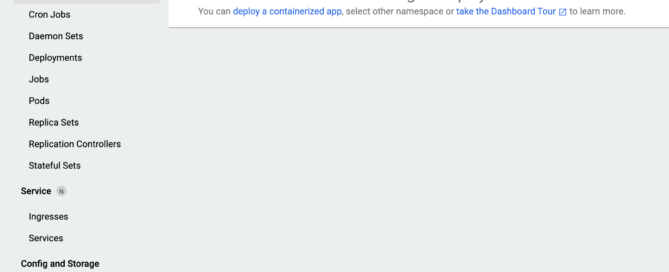 You can deploy a containerized app, select other namespace or take the Dashboard Tour to learn more.
Cron Jobs
Daemon Sets
Deployments
Jobs
Pods
Replica Sets
Replication Controllers
Stateful Sets
Service N
Ingresses
Services
Config and Storage